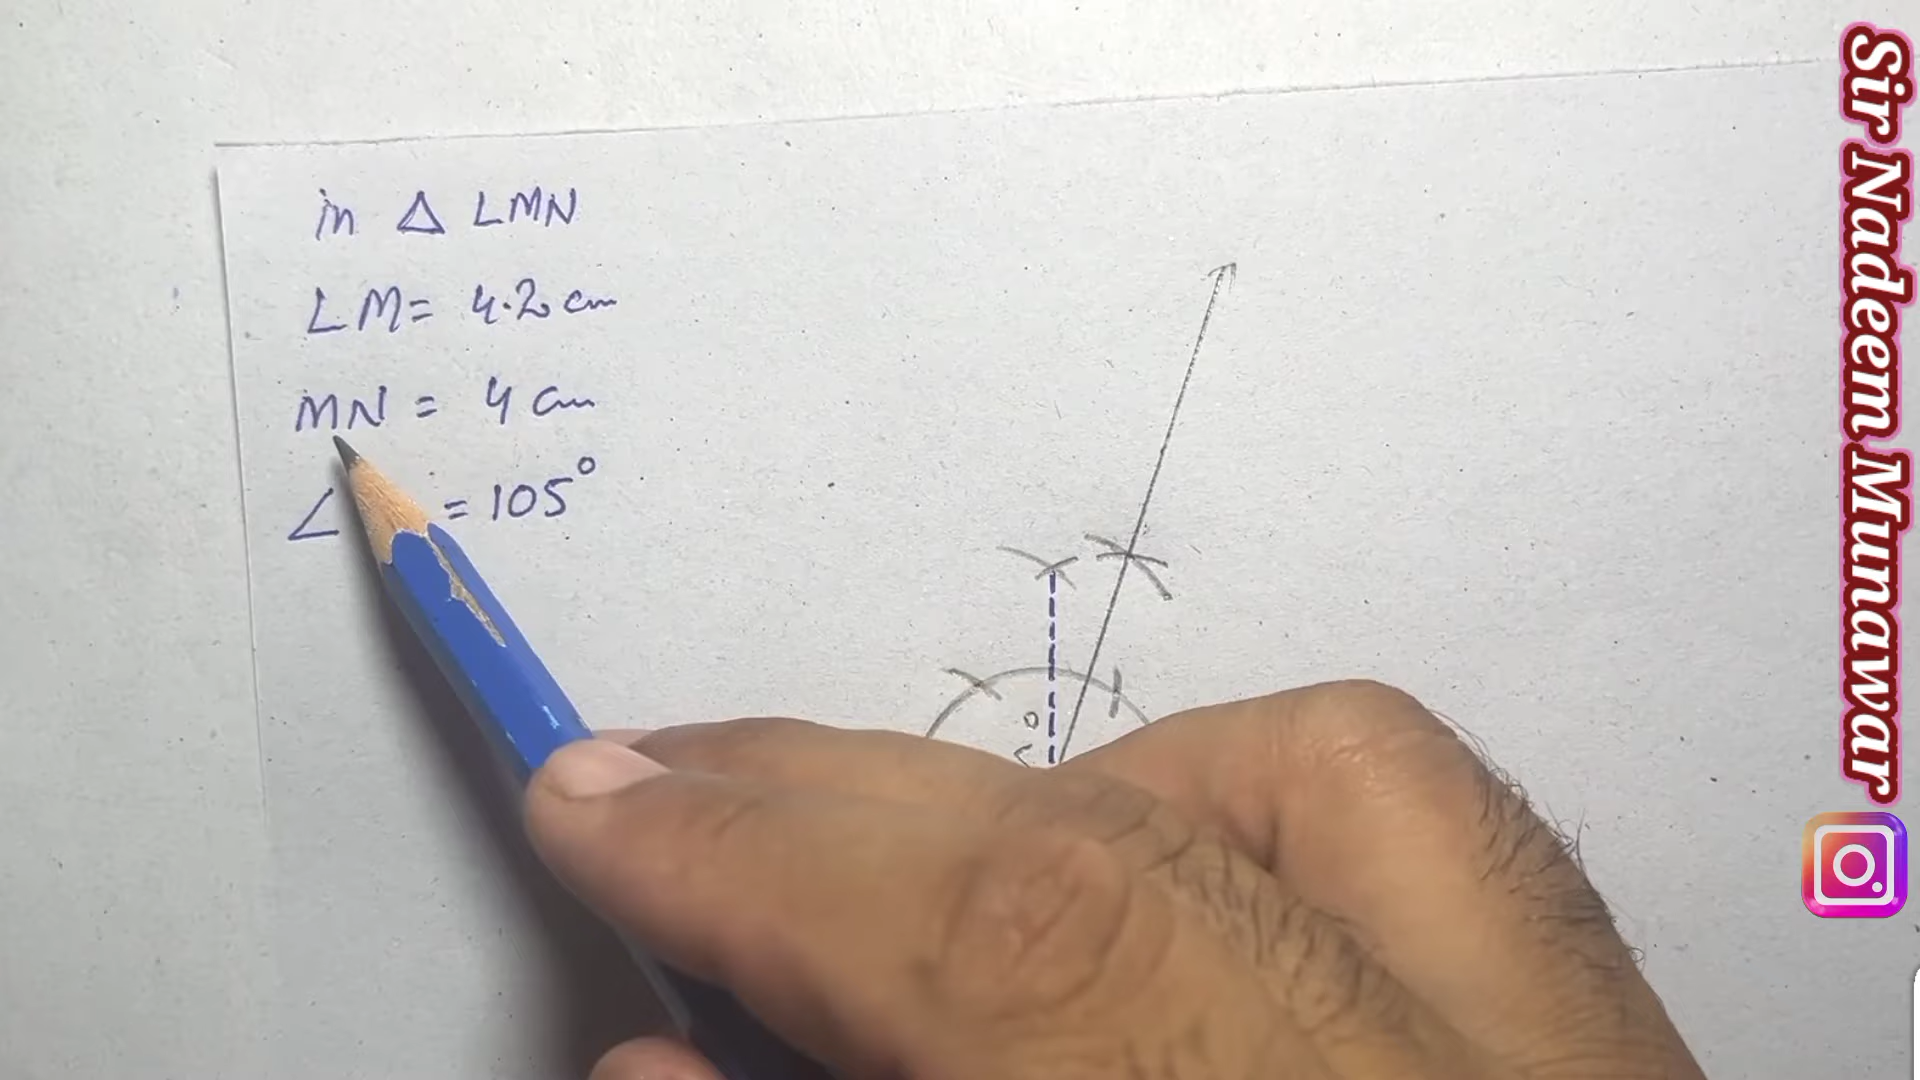 in △ LMN
LM = 4.2 cm
MN = 4 cm
∠ = 105°
Sir Nadeem Munawar